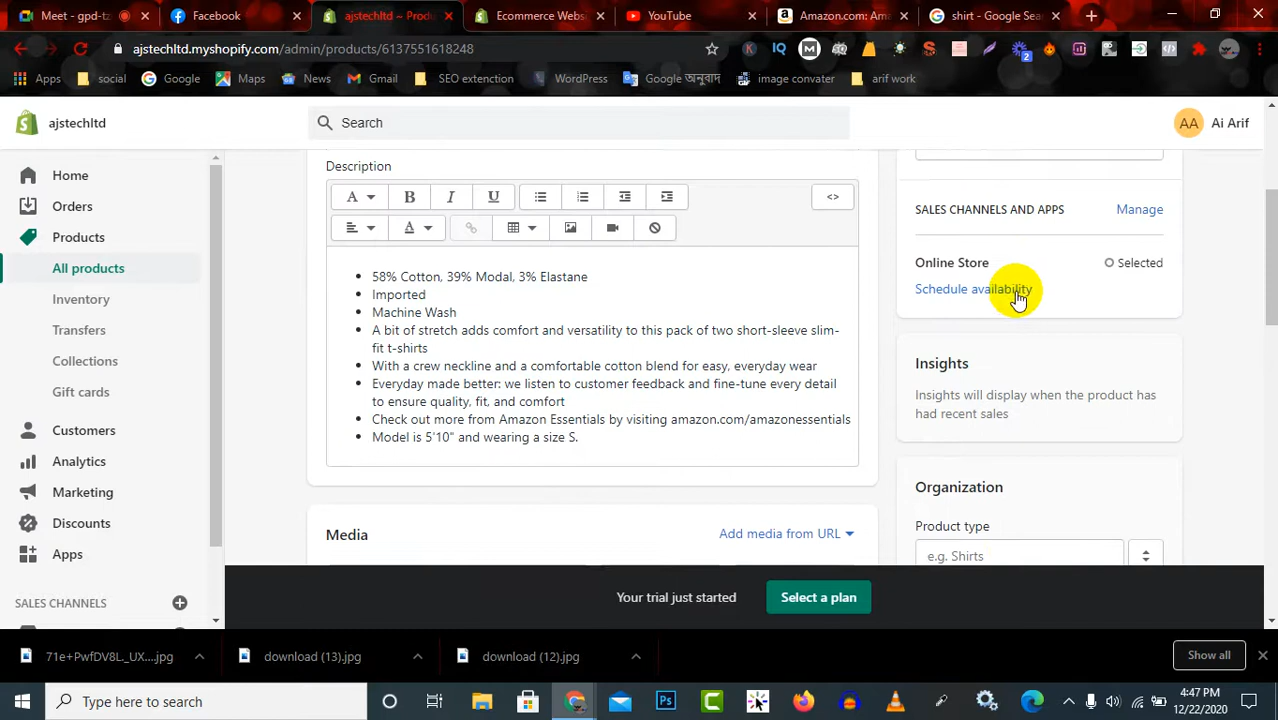 Meet - gpd-tz
Facebook
ajstechltd ~ Produ
Ecommerce Webs
YouTube
Amazon.com: Am
shirt - Google Sea
ajstechltd.myshopify.com/admin/products/6137551618248
Apps
social
Google
Maps
News
Gmail
SEO extenction
WordPress
Google অনুবাদ
image convater
arif work
ajstechltd
Search
AA
Ai Arif
Home
Orders
Products
All products
Inventory
Transfers
Collections
Gift cards
Customers
Analytics
Marketing
Discounts
Apps
SALES CHANNELS
Description
A
B
I
U
<>
A
58% Cotton, 39% Modal, 3% Elastane
Imported
Machine Wash
A bit of stretch adds comfort and versatility to this pack of two short-sleeve slim-
fit t-shirts
With a crew neckline and a comfortable cotton blend for easy, everyday wear
Everyday made better: we listen to customer feedback and fine-tune every detail
to ensure quality, fit, and comfort
Check out more from Amazon Essentials by visiting amazon.com/amazonessentials
Model is 5'10" and wearing a size S.
Media
Add media from URL
SALES CHANNELS AND APPS
Manage
Online Store
Selected
Schedule availability
Insights
Insights will display when the product has
had recent sales
Organization
Product type
e.g. Shirts
Your trial just started
Select a plan
71e+PwfDV8L._UX....jpg
download (13).jpg
download (12).jpg
Show all
Type here to search
4:47 PM
12/22/2020